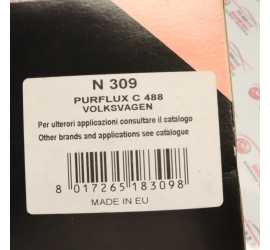 N 309
PURFLUX C 488
VOLKSVAGEN
Per ulterori applicazioni consultare il catalogo
Other brands and applications see catalogue
8 017265 183098
MADE IN EU